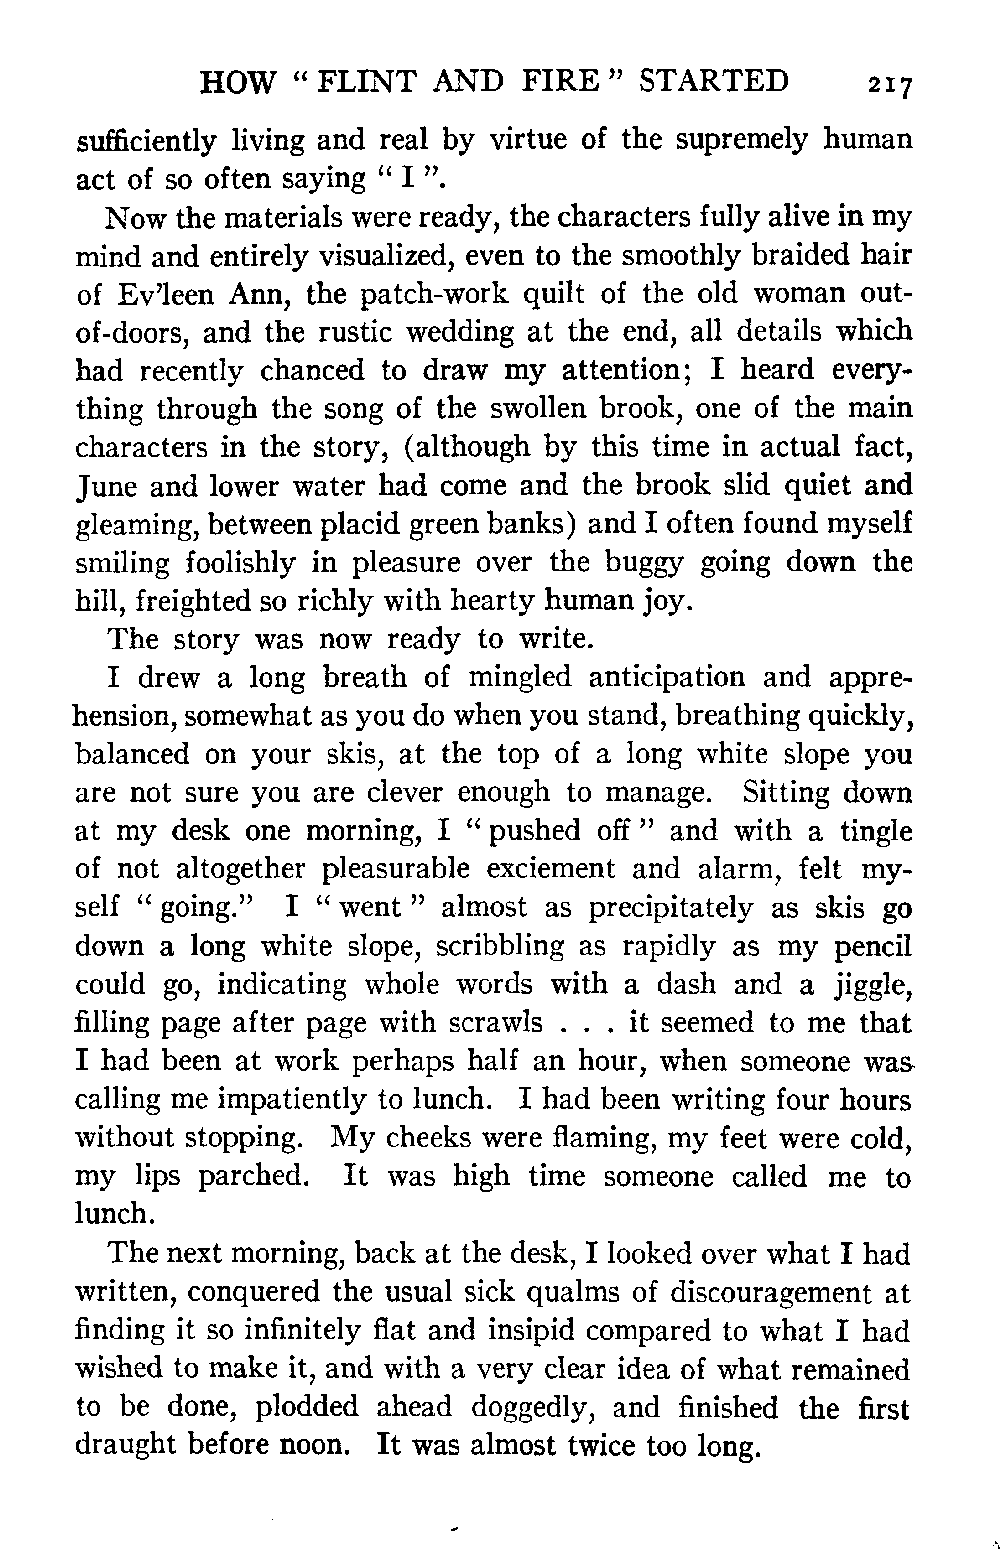 HOW “ FLINT AND FIRE ” STARTED 217
sufficiently living and real by virtue of the supremely human
act of so often saying “ I ”.
Now the materials were ready, the characters fully alive in my
mind and entirely visualized, even to the smoothly braided hair
of Ev’leen Ann, the patch-work quilt of the old woman out-
of-doors, and the rustic wedding at the end, all details which
had recently chanced to draw my attention; I heard every-
thing through the song of the swollen brook, one of the main
characters in the story, (although by this time in actual fact,
June and lower water had come and the brook slid quiet and
gleaming, between placid green banks) and I often found myself
smiling foolishly in pleasure over the buggy going down the
hill, freighted so richly with hearty human joy.
The story was now ready to write.
I drew a long breath of mingled anticipation and appre-
hension, somewhat as you do when you stand, breathing quickly,
balanced on your skis, at the top of a long white slope you
are not sure you are clever enough to manage. Sitting down
at my desk one morning, I “ pushed off ” and with a tingle
of not altogether pleasurable exciement and alarm, felt my-
self “ going.” I “ went ” almost as precipitately as skis go
down a long white slope, scribbling as rapidly as my pencil
could go, indicating whole words with a dash and a jiggle,
filling page after page with scrawls . . . it seemed to me that
I had been at work perhaps half an hour, when someone was
calling me impatiently to lunch. I had been writing four hours
without stopping. My cheeks were flaming, my feet were cold,
my lips parched. It was high time someone called me to
lunch.
The next morning, back at the desk, I looked over what I had
written, conquered the usual sick qualms of discouragement at
finding it so infinitely flat and insipid compared to what I had
wished to make it, and with a very clear idea of what remained
to be done, plodded ahead doggedly, and finished the first
draught before noon. It was almost twice too long.